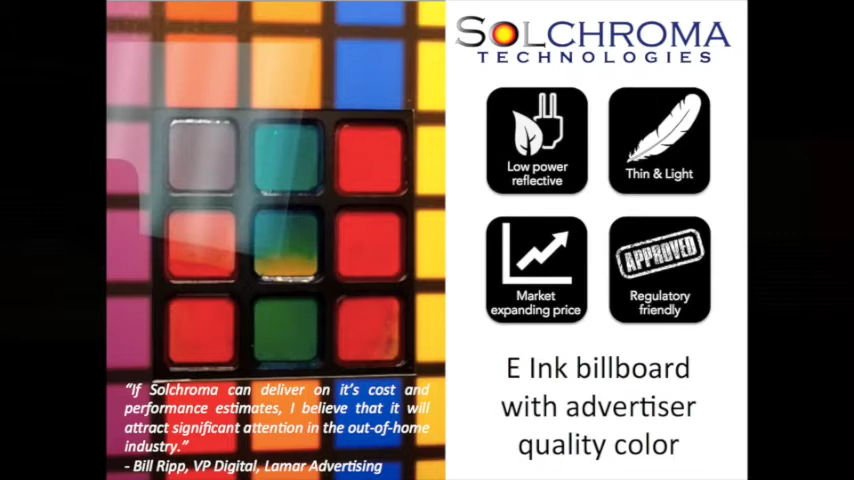 SOLCHROMA
TECHNOLOGIES
Low power
reflective
Thin & Light
Market
expanding price
APPROVED
Regulatory
friendly
E Ink billboard
with advertiser
quality color
“If Solchroma can deliver on it’s cost and
performance estimates, I believe that it will
attract significant attention in the out-of-home
industry.”
- Bill Ripp, VP Digital, Lamar Advertising